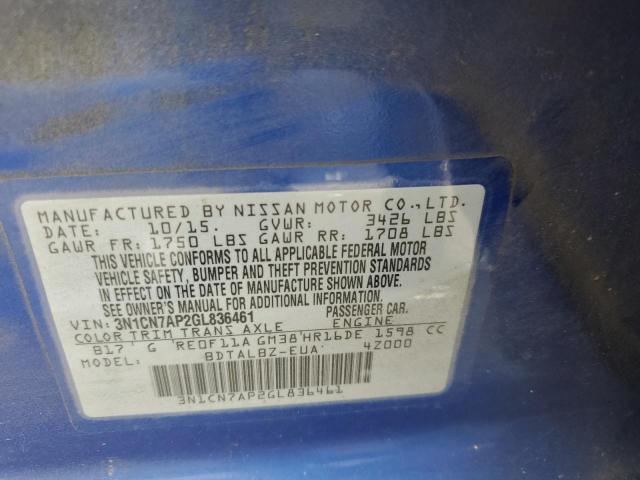 MANUFACTURED BY NISSAN MOTOR CO., LTD.
DATE: 10/15. GVWR: 3426 LBS
GAWR FR: 1750 LBS GAWR RR: 1708 LBS
THIS VEHICLE CONFORMS TO ALL APPLICABLE FEDERAL MOTOR
VEHICLE SAFETY, BUMPER AND THEFT PREVENTION STANDARDS
IN EFFECT ON THE DATE OF MANUFACTURE SHOWN ABOVE.
SEE OWNER'S MANUAL FOR ADDITIONAL INFORMATION
VIN: 3N1CN7AP2GL836461 PASSENGER CAR.
COLOR TRIM TRANS AXLE ENGINE
B17 G RE0F11A GM38 HR16DE 1598 CC
MODEL: BDTALBZ-EUA 4Z000
3N1CN7AP2GL836461